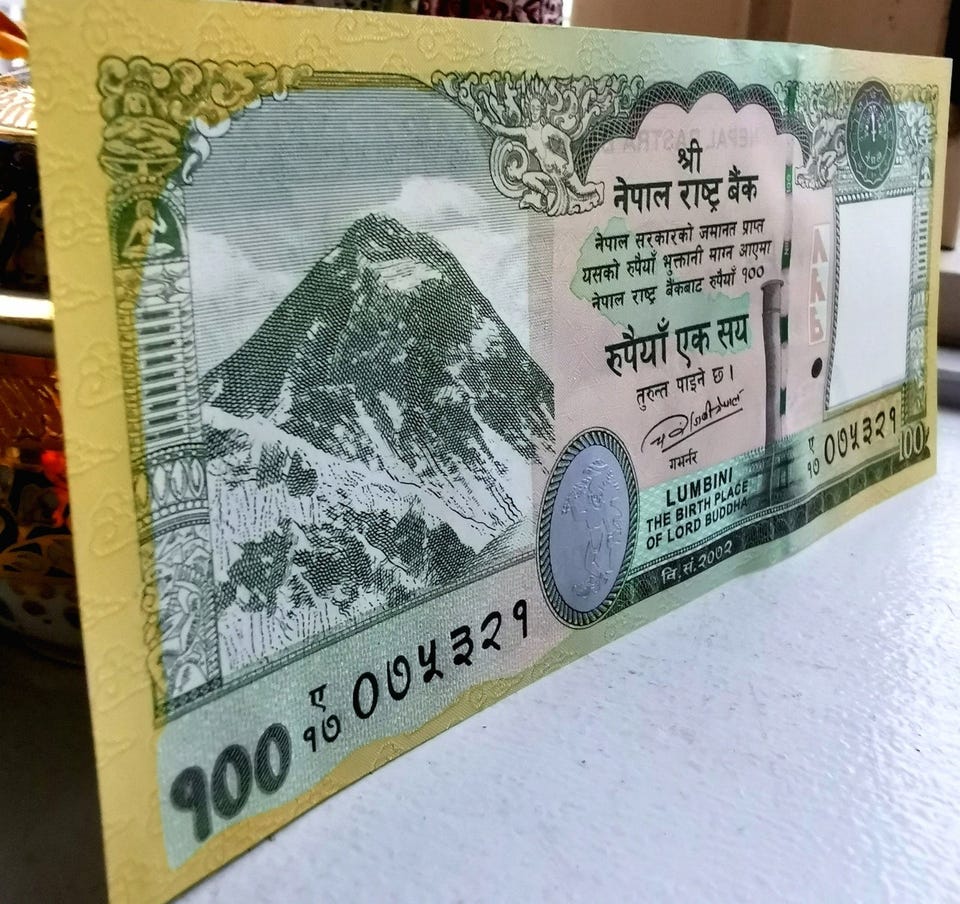 श्री
नेपाल राष्ट्र बैंक
नेपाल सरकारको जमानत प्राप्त
यसको रुपैयाँ भुक्तानी माग्न आएमा
नेपाल राष्ट्र बैंकबाट रुपैयाँ १००
रुपैयाँ एक सय
तुरुन्त पाइने छ।
गभर्नर
LUMBINI
THE BIRTH PLACE
OF LORD BUDDHA
वि.सं.२०७२
ए
१७ ०७५३२१
100
१०० ए
१७ ०७५३२१